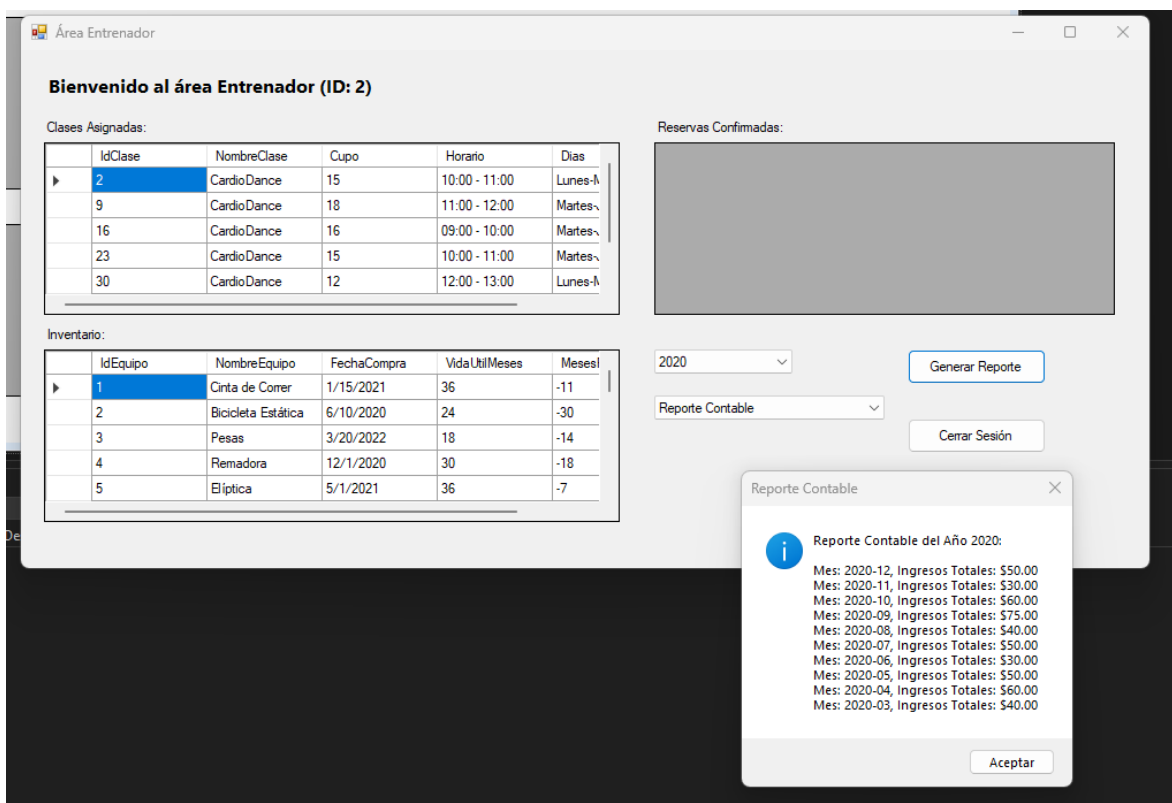 Área Entrenador
Bienvenido al área Entrenador (ID: 2)
Clases Asignadas:
IdClase NombreClase Cupo Horario Dias
2 CardioDance 15 10:00 - 11:00 Lunes-M
9 CardioDance 18 11:00 - 12:00 Martes-
16 CardioDance 16 09:00 - 10:00 Martes-
23 CardioDance 15 10:00 - 11:00 Martes-
30 CardioDance 12 12:00 - 13:00 Lunes-M
Reservas Confirmadas:
Inventario:
IdEquipo NombreEquipo FechaCompra VidaUtilMeses Meses
1 Cinta de Correr 1/15/2021 36 -11
2 Bicicleta Estática 6/10/2020 24 -30
3 Pesas 3/20/2022 18 -14
4 Remadora 12/1/2020 30 -18
5 Elíptica 5/1/2021 36 -7
2020
Generar Reporte
Reporte Contable
Cerrar Sesión
Reporte Contable
Reporte Contable del Año 2020:
Mes: 2020-12, Ingresos Totales: $50.00
Mes: 2020-11, Ingresos Totales: $30.00
Mes: 2020-10, Ingresos Totales: $60.00
Mes: 2020-09, Ingresos Totales: $75.00
Mes: 2020-08, Ingresos Totales: $40.00
Mes: 2020-07, Ingresos Totales: $50.00
Mes: 2020-06, Ingresos Totales: $30.00
Mes: 2020-05, Ingresos Totales: $50.00
Mes: 2020-04, Ingresos Totales: $60.00
Mes: 2020-03, Ingresos Totales: $40.00
Aceptar
De